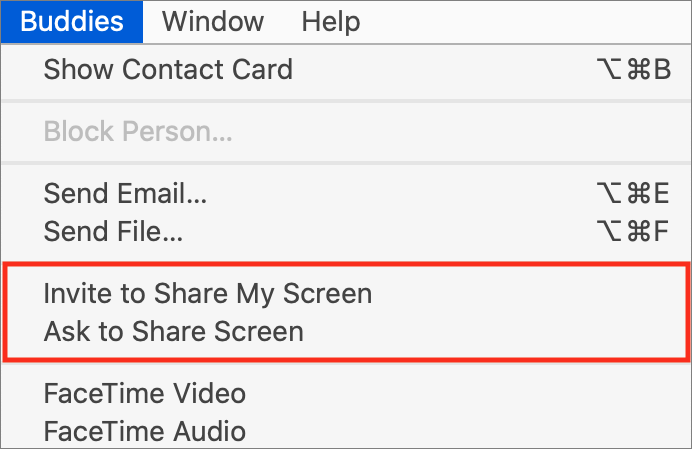 Buddies Window Help
Show Contact Card ⌥⌘B
Block Person...
Send Email... ⌥⌘E
Send File... ⌥⌘F
Invite to Share My Screen
Ask to Share Screen
FaceTime Video
FaceTime Audio